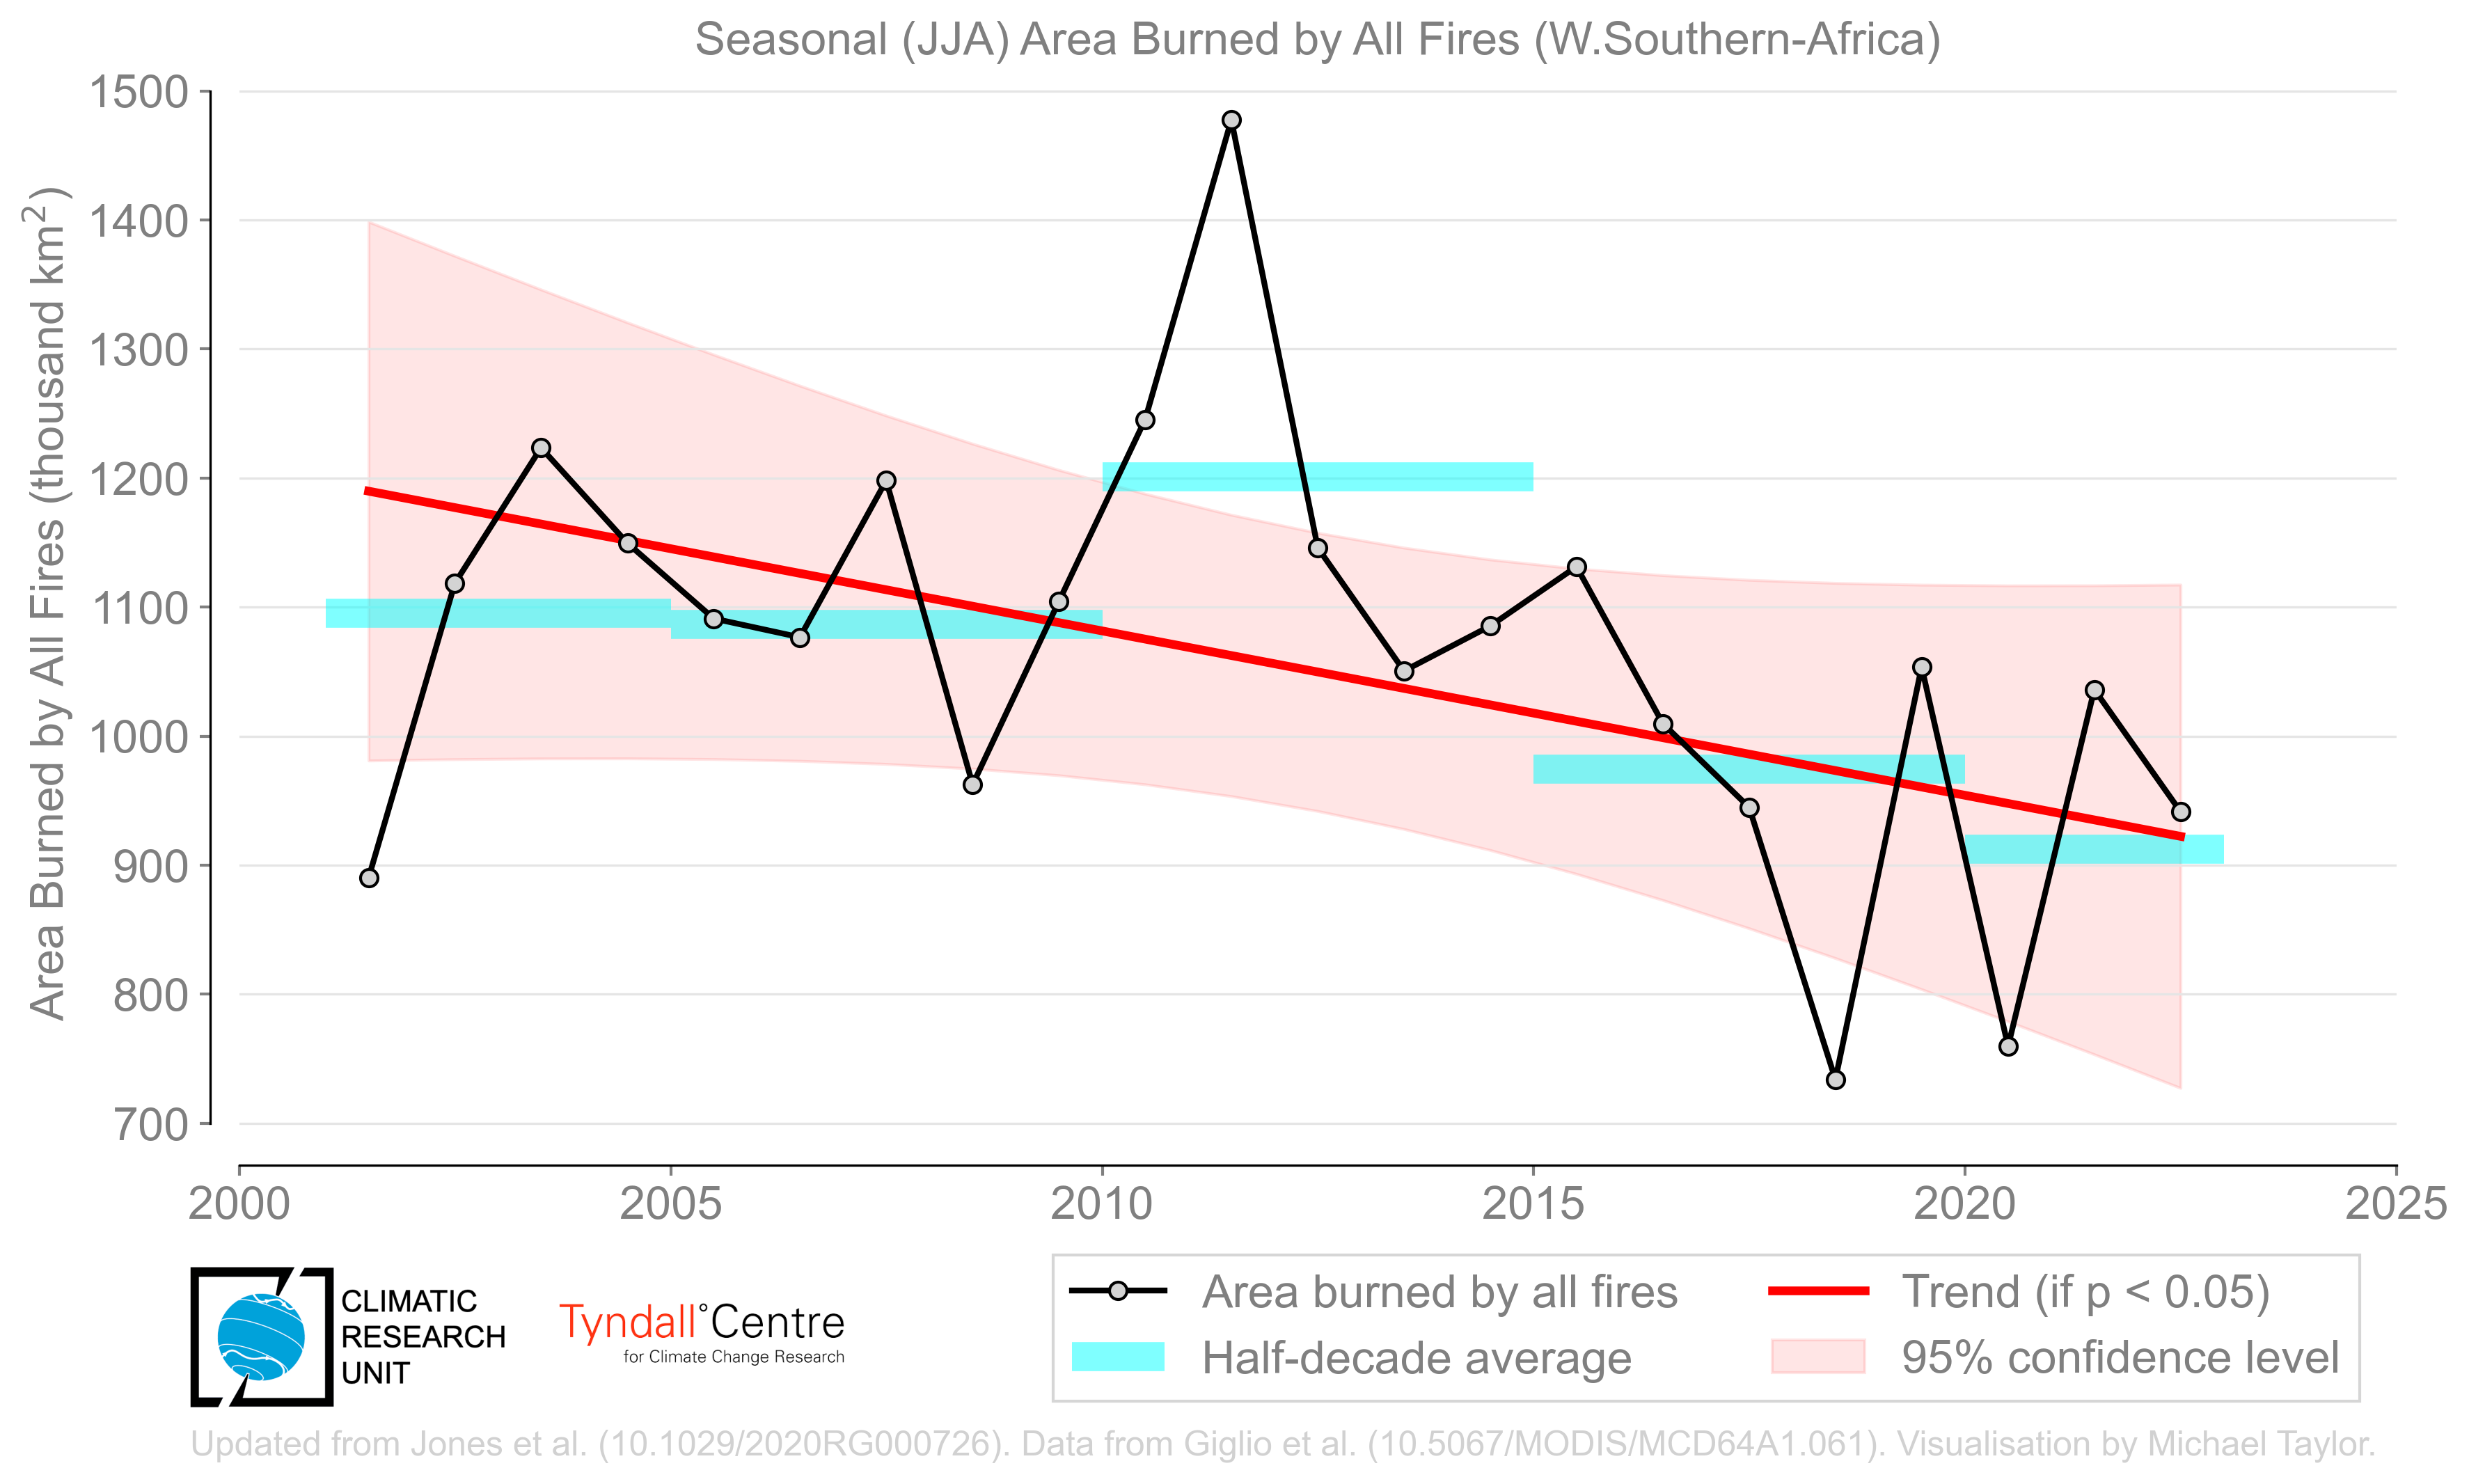 Seasonal (JJA) Area Burned by All Fires (W.Southern-Africa)
Area Burned by All Fires (thousand km²)
1500
1400
1300
1200
1100
1000
900
800
700
2000 2005 2010 2015 2020 2025
CLIMATIC
RESEARCH
UNIT
Tyndall°Centre
for Climate Change Research
Area burned by all fires
Trend (if p < 0.05)
Half-decade average
95% confidence level
Updated from Jones et al. (10.1029/2020RG000726). Data from Giglio et al. (10.5067/MODIS/MCD64A1.061). Visualisation by Michael Taylor.